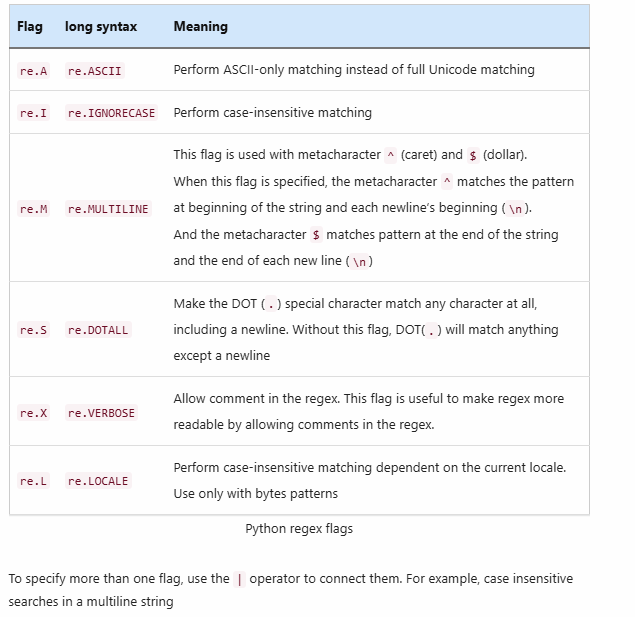 Flag long syntax Meaning
re.A re.ASCII Perform ASCII-only matching instead of full Unicode matching
re.I re.IGNORECASE Perform case-insensitive matching
This flag is used with metacharacter ^ (caret) and $ (dollar).
When this flag is specified, the metacharacter ^ matches the pattern
re.M re.MULTILINE at beginning of the string and each newline's beginning ( \n ).
And the metacharacter $ matches pattern at the end of the string
and the end of each new line ( \n )
Make the DOT ( . ) special character match any character at all,
re.S re.DOTALL including a newline. Without this flag, DOT( . ) will match anything
except a newline
Allow comment in the regex. This flag is useful to make regex more
re.X re.VERBOSE readable by allowing comments in the regex.
Perform case-insensitive matching dependent on the current locale.
re.L re.LOCALE Use only with bytes patterns
Python regex flags
To specify more than one flag, use the | operator to connect them. For example, case insensitive
searches in a multiline string